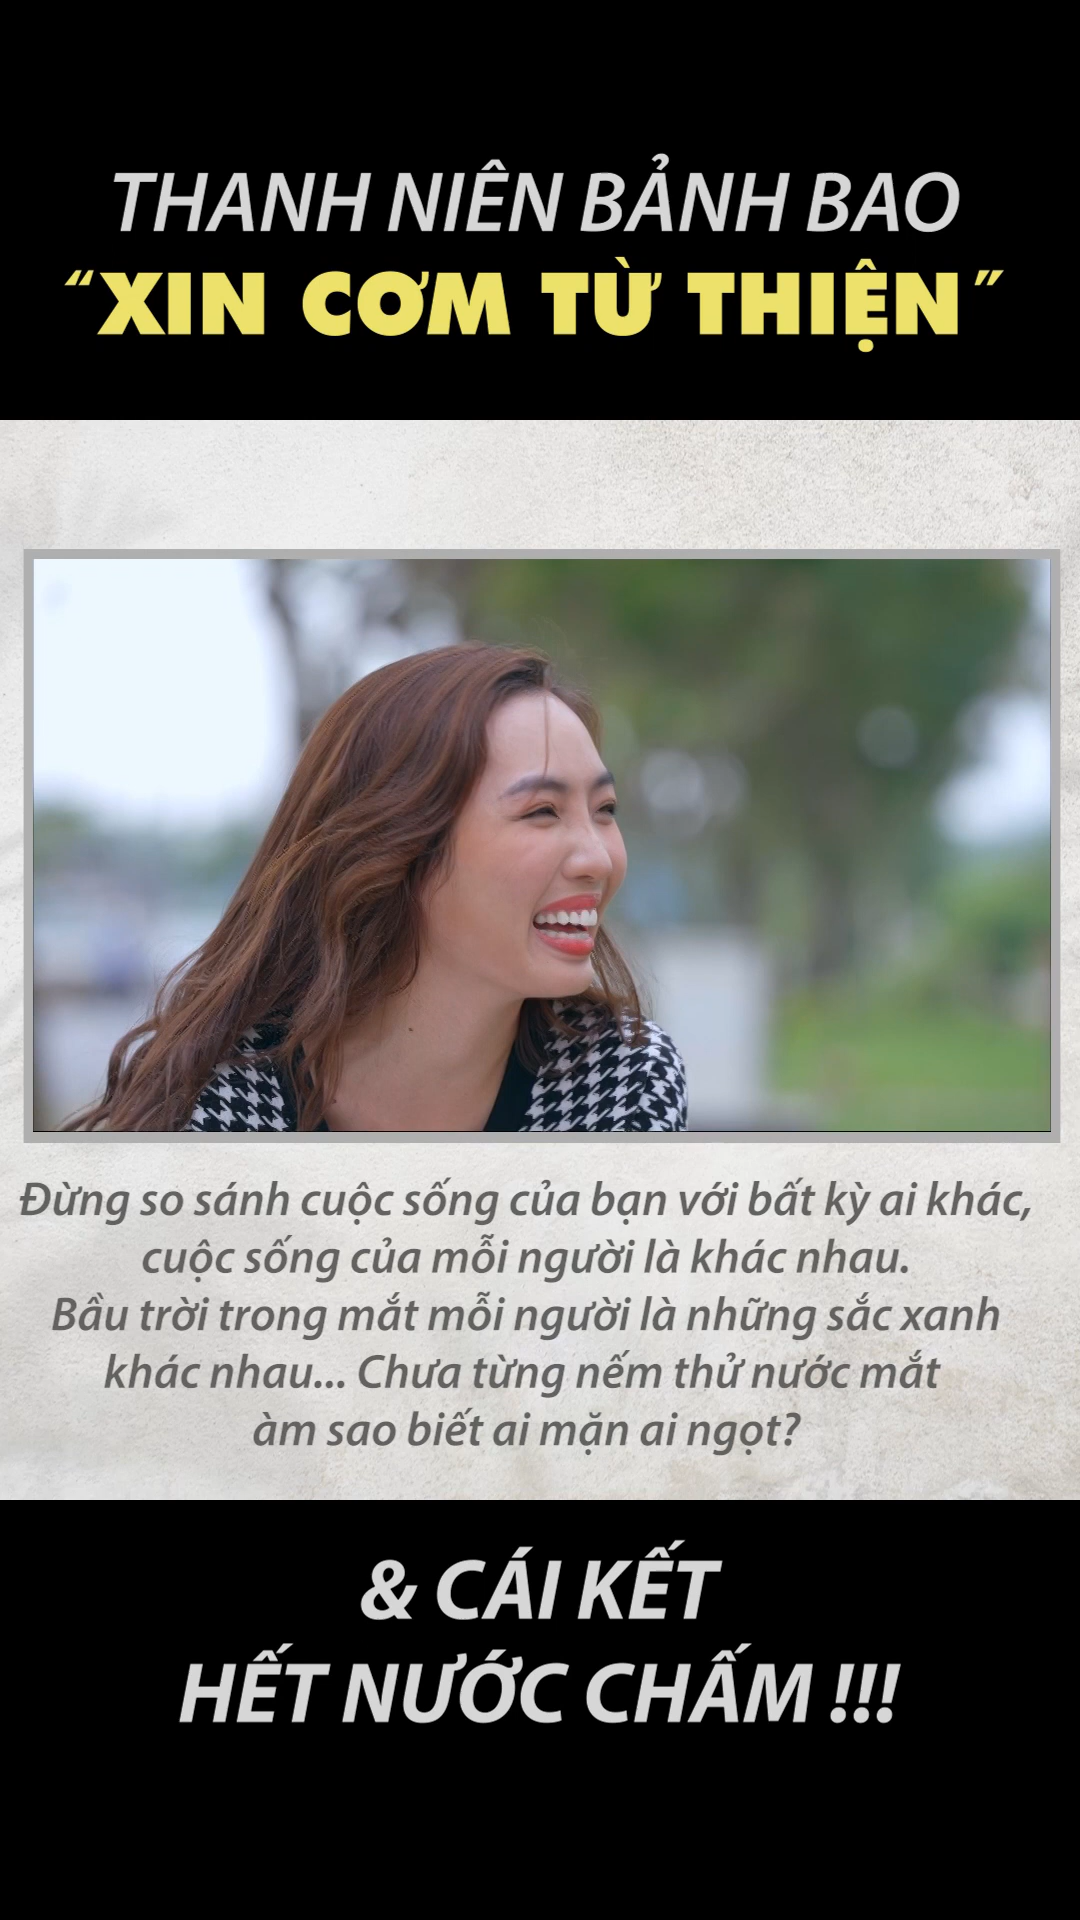 THANH NIÊN BẢNH BAO
“XIN CƠM TỪ THIỆN”
Đừng so sánh cuộc sống của bạn với bất kỳ ai khác,
cuộc sống của mỗi người là khác nhau.
Bầu trời trong mắt mỗi người là những sắc xanh
khác nhau... Chưa từng nếm thử nước mắt
àm sao biết ai mặn ai ngọt?
& CÁI KẾT
HẾT NƯỚC CHẤM !!!